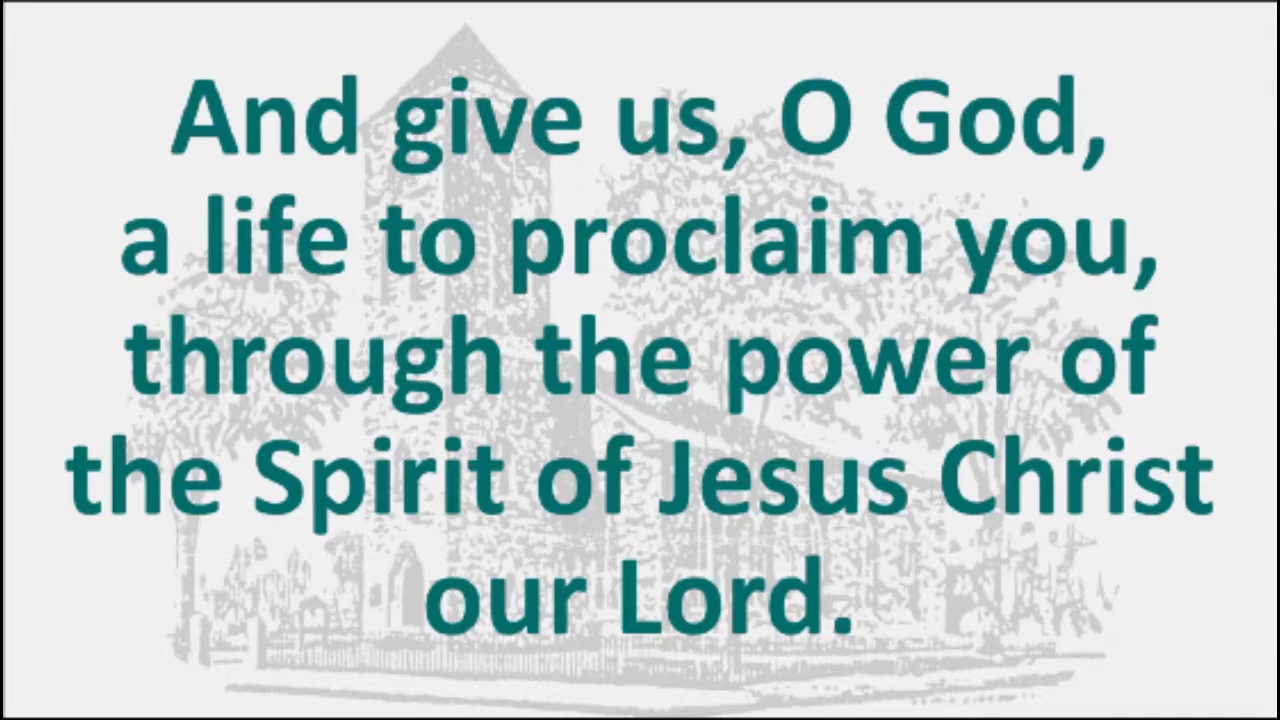 And give us, O God,
a life to proclaim you,
through the power of
the Spirit of Jesus Christ
our Lord.